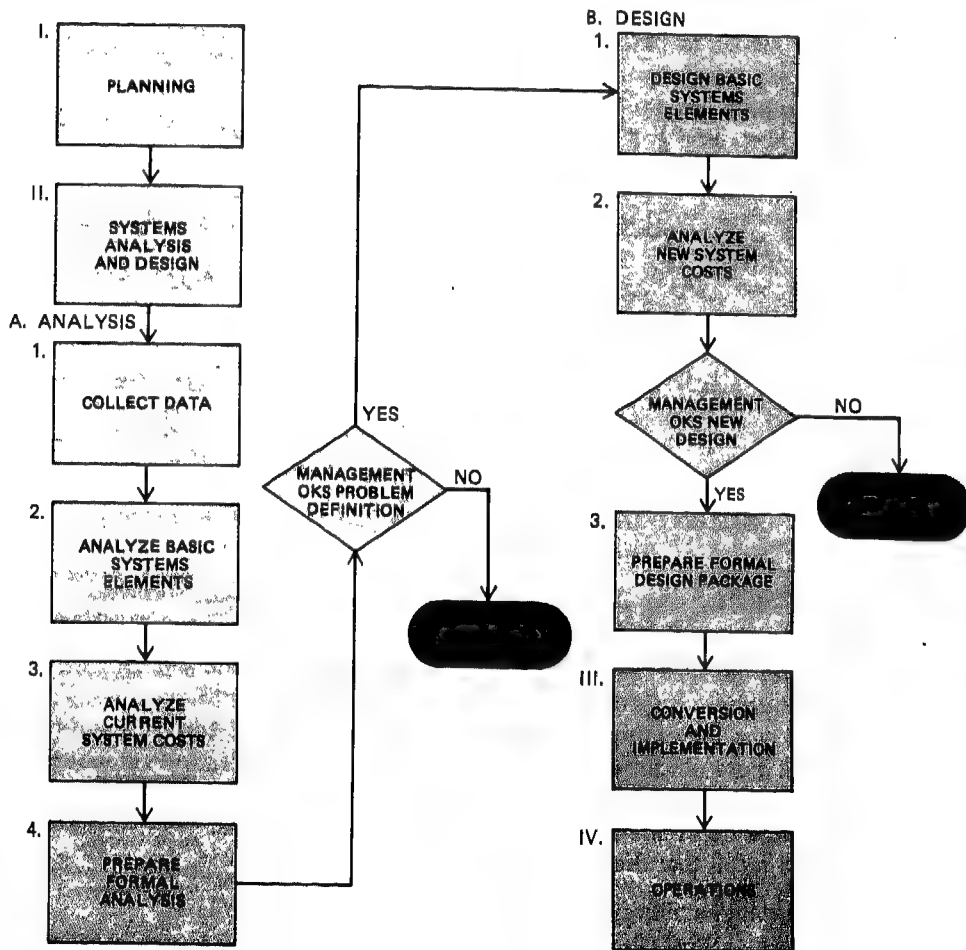 I.
PLANNING
II.
SYSTEMS
ANALYSIS
AND DESIGN
A. ANALYSIS
1.
COLLECT DATA
2.
ANALYZE BASIC
SYSTEMS
ELEMENTS
3.
ANALYZE
CURRENT
SYSTEM COSTS
4.
PREPARE
FORMAL
ANALYSIS
YES
MANAGEMENT
OKS PROBLEM
DEFINITION
NO
B. DESIGN
1.
DESIGN BASIC
SYSTEMS
ELEMENTS
2.
ANALYZE
NEW SYSTEM
COSTS
MANAGEMENT
OKS NEW
DESIGN
NO
YES
3.
PREPARE FORMAL
DESIGN PACKAGE
III.
CONVERSION
AND
IMPLEMENTATION
IV.
OPERATIONS